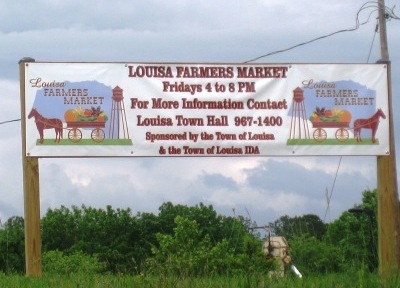 'LOUISA FARMERS MARKET'
Fridays 4 to 8 PM
For More Information Contact
Louisa Town Hall 967-1400
Sponsored by the Town of Louisa
& the Town of Louisa IDA
Louisa
FARMERS
MARKET
Louisa
FARMERS
MARKET